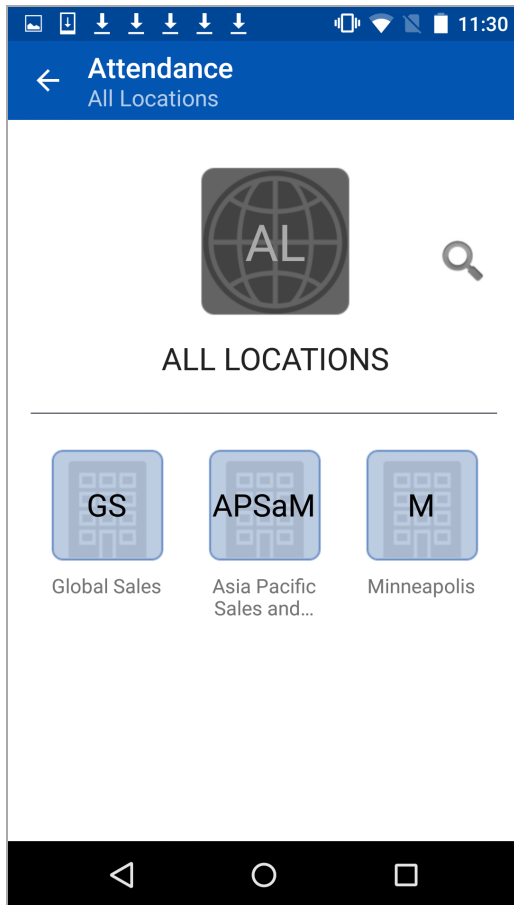 11:30
Attendance
All Locations
AL
ALL LOCATIONS
GS
APSaM
M
Global Sales
Asia Pacific
Sales and...
Minneapolis